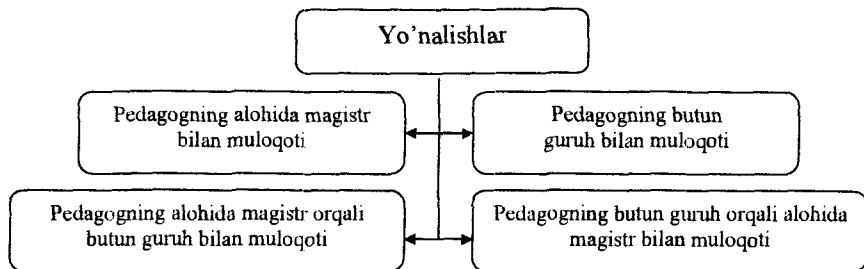 Yo'nalishlar
Pedagogning alohida magistr
bilan muloqoti
Pedagogning butun
guruh bilan muloqoti
Pedagogning alohida magistr orqali
butun guruh bilan muloqoti
Pedagogning butun guruh orqali alohida
magistr bilan muloqoti